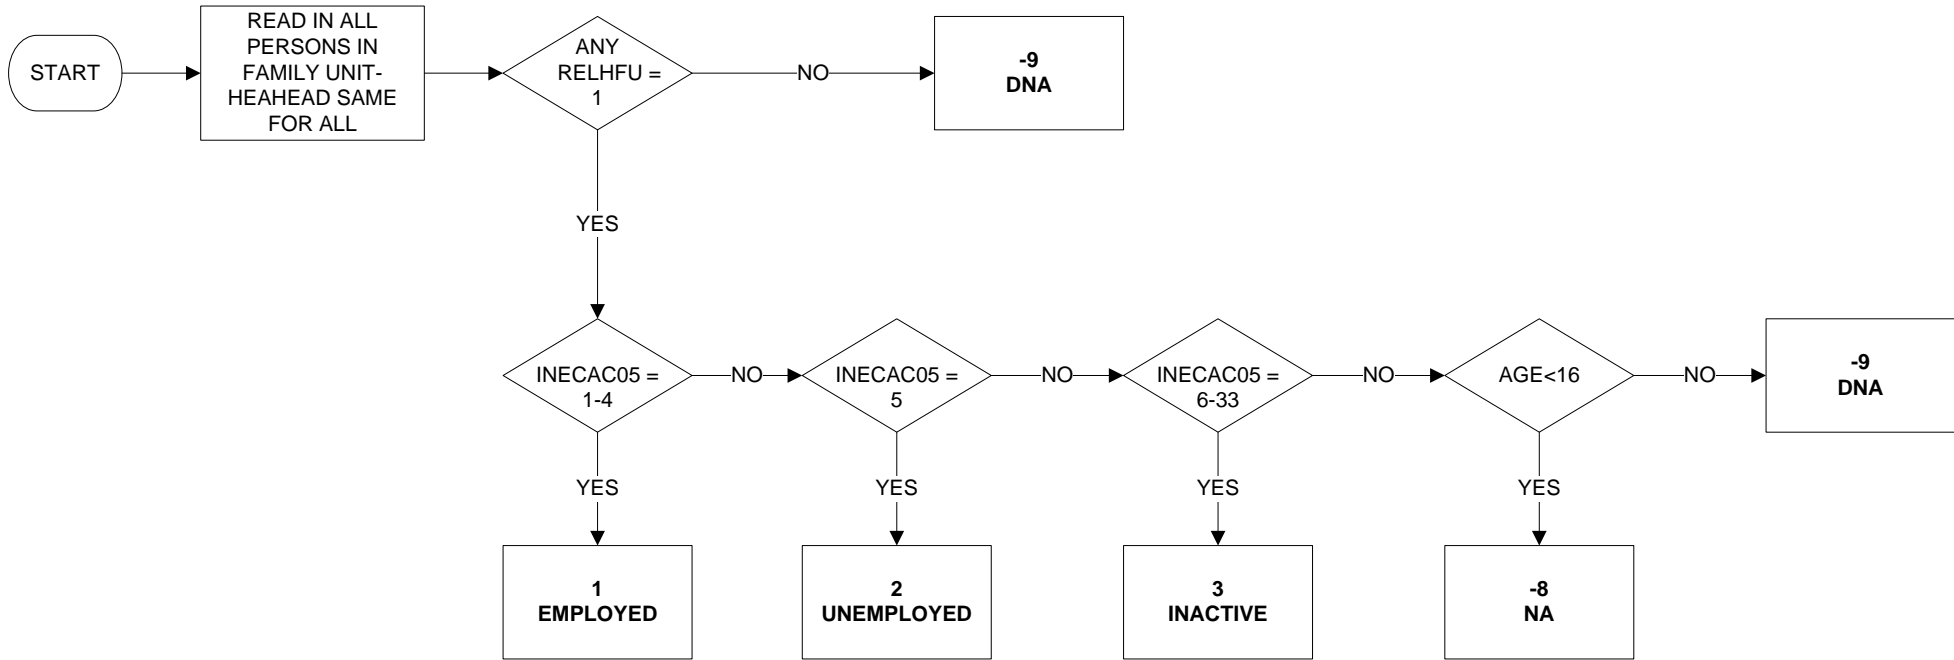 START
READ IN ALL
PERSONS IN
FAMILY UNIT-
HEAHEAD SAME
FOR ALL
ANY
RELHFU =
1
NO
-9
DNA
YES
INECAC05 =
1-4
NO
INECAC05 =
5
NO
INECAC05 =
6-33
NO
AGE<16
NO
-9
DNA
YES
YES
YES
YES
1
EMPLOYED
2
UNEMPLOYED
3
INACTIVE
-8
NA